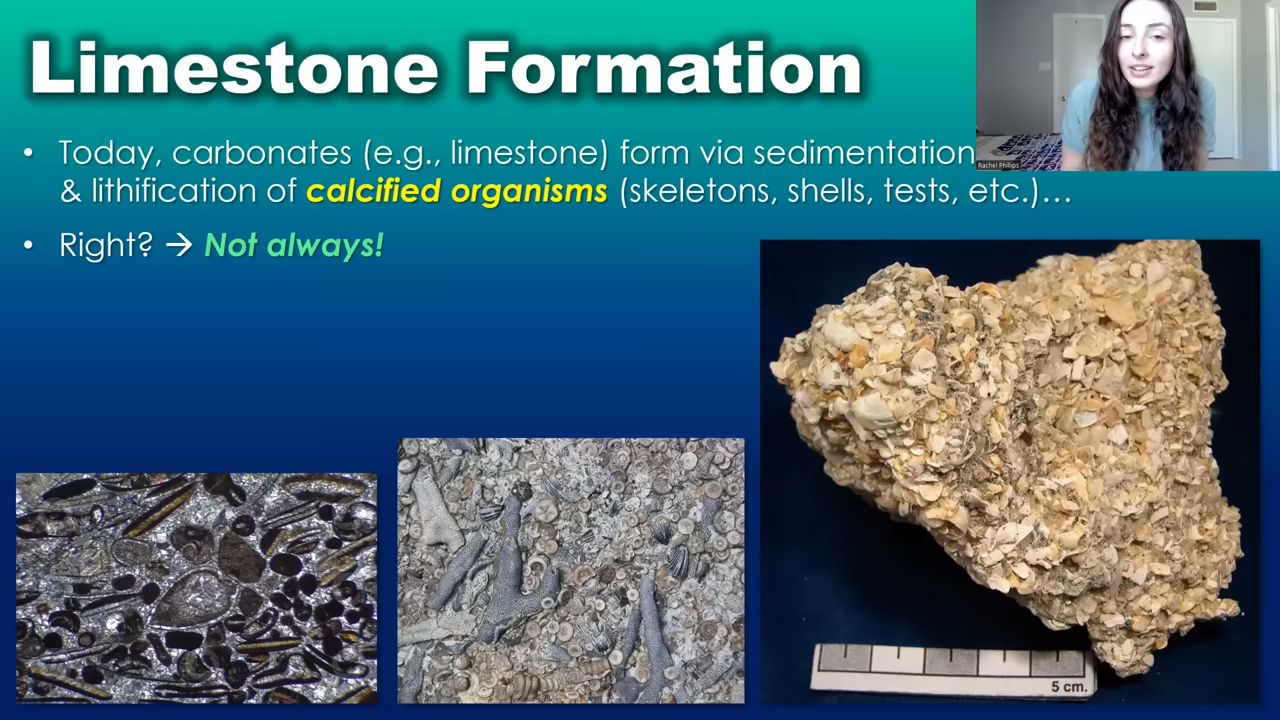 Limestone Formation
• Today, carbonates (e.g., limestone) form via sedimentation
& lithification of calcified organisms (skeletons, shells, tests, etc.)…
• Right? → Not always!
Rachel Phillips
5 cm.